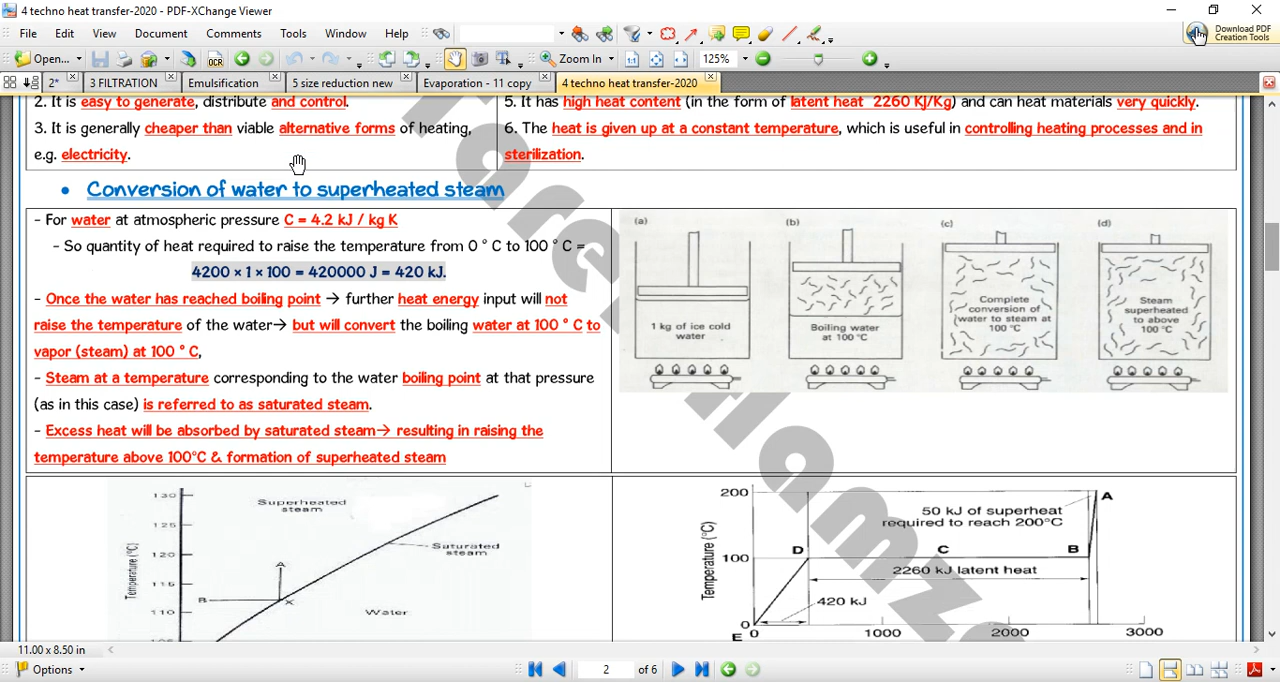 4 techno heat transfer-2020 - PDF-XChange Viewer
File Edit View Document Comments Tools Window Help
Download PDF
Creation Tools
Open... OCR Zoom In 125%
2* 3 FILTRATION Emulsification 5 size reduction new Evaporation - 11 copy 4 techno heat transfer-2020
2. It is easy to generate, distribute and control.
3. It is generally cheaper than viable alternative forms of heating,
e.g. electricity.
5. It has high heat content (in the form of latent heat 2260 KJ/Kg) and can heat materials very quickly.
6. The heat is given up at a constant temperature, which is useful in controlling heating processes and in
sterilization.
• Conversion of water to superheated steam
- For water at atmospheric pressure C = 4.2 kJ / kg K
- So quantity of heat required to raise the temperature from 0 ° C to 100 ° C =
4200 × 1 × 100 = 420000 J = 420 kJ.
- Once the water has reached boiling point → further heat energy input will not
raise the temperature of the water→ but will convert the boiling water at 100 ° C to
vapor (steam) at 100 ° C,
- Steam at a temperature corresponding to the water boiling point at that pressure
(as in this case) is referred to as saturated steam.
- Excess heat will be absorbed by saturated steam→ resulting in raising the
temperature above 100°C & formation of superheated steam
(a) (b) (c) (d)
1 kg of ice cold
water
Boiling water
at 100 °C
Complete
conversion of
water to steam at
100 °C
Steam
superheated
to above
100 °C
130
125
120
115
110
Temperature (°C)
Superheated
steam
Saturated
steam
A
B
X
Water
200
100
0
Temperature (°C)
A
50 kJ of superheat
required to reach 200°C
D C B
2260 kJ latent heat
420 kJ
E
0 1000 2000 3000
11.00 x 8.50 in
Options 2 of 6